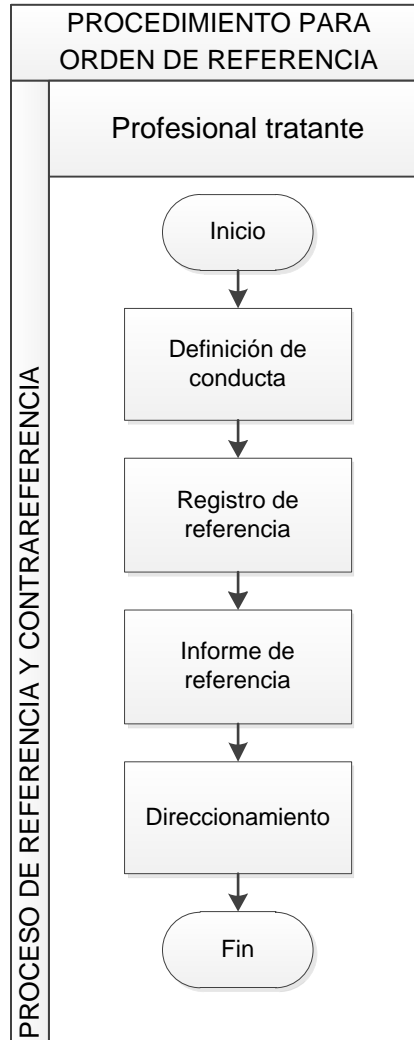 PROCEDIMIENTO PARA
ORDEN DE REFERENCIA
PROCESO DE REFERENCIA Y CONTRAREFERENCIA
Profesional tratante
Inicio
Definición de
conducta
Registro de
referencia
Informe de
referencia
Direccionamiento
Fin